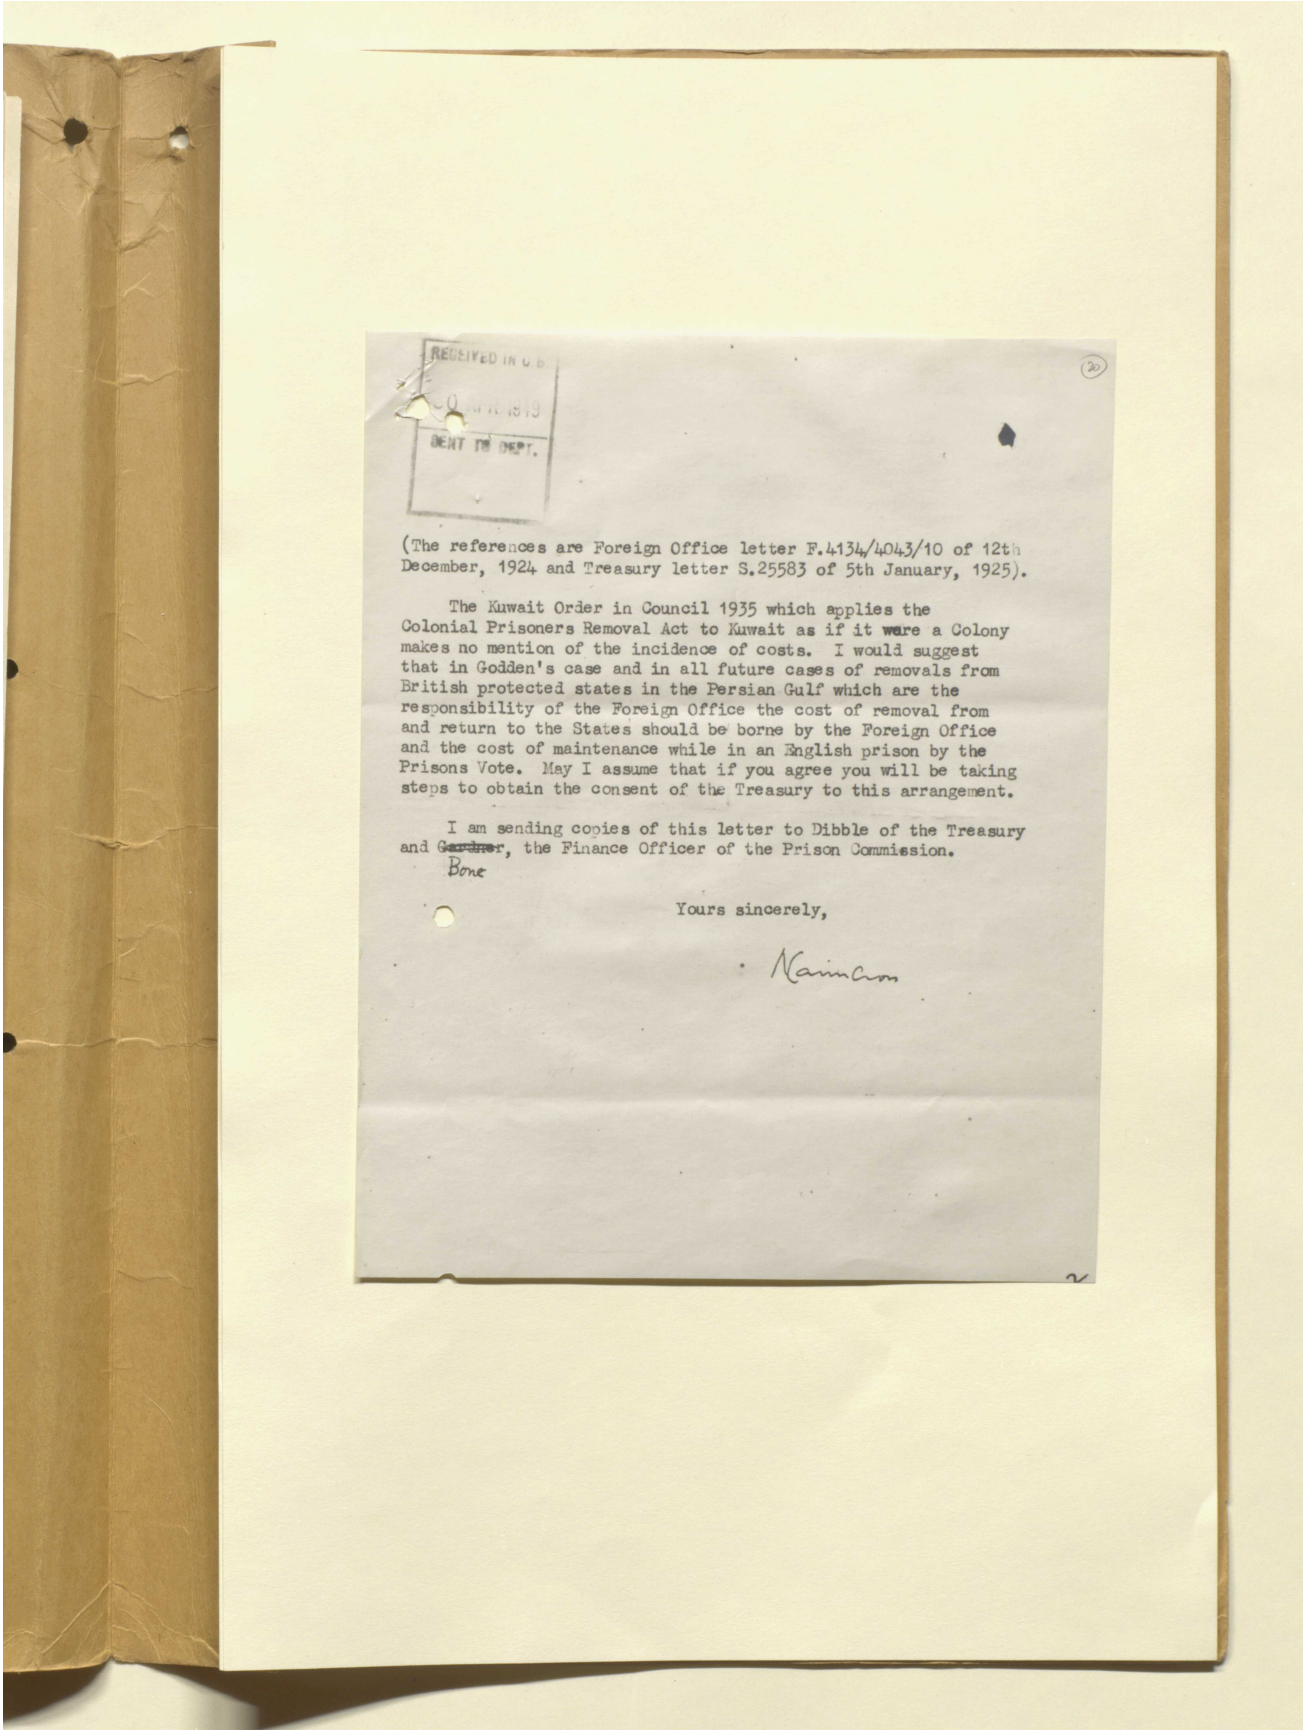 RECEIVED IN C.B.
20
30 APR 1949
SENT TO DEPT.
(The references are Foreign Office letter F.4134/4043/10 of 12th
December, 1924 and Treasury letter S.25583 of 5th January, 1925).
The Kuwait Order in Council 1935 which applies the
Colonial Prisoners Removal Act to Kuwait as if it were a Colony
makes no mention of the incidence of costs. I would suggest
that in Godden's case and in all future cases of removals from
British protected states in the Persian Gulf which are the
responsibility of the Foreign Office the cost of removal from
and return to the States should be borne by the Foreign Office
and the cost of maintenance while in an English prison by the
Prisons Vote. May I assume that if you agree you will be taking
steps to obtain the consent of the Treasury to this arrangement.
I am sending copies of this letter to Dibble of the Treasury
and Gardner, the Finance Officer of the Prison Commission.
Bone
Yours sincerely,